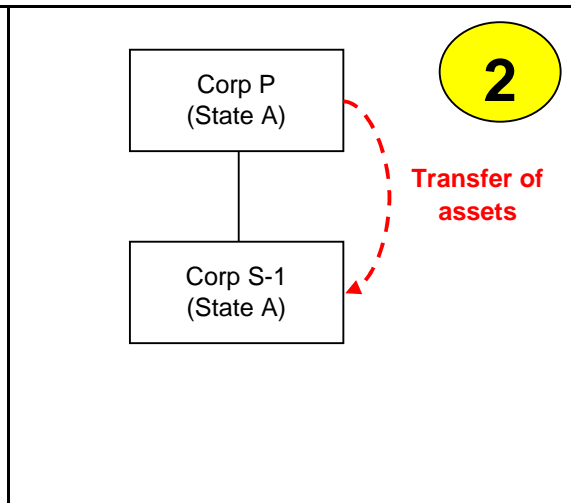 Corp P
(State A)
2
Transfer of
assets
Corp S-1
(State A)